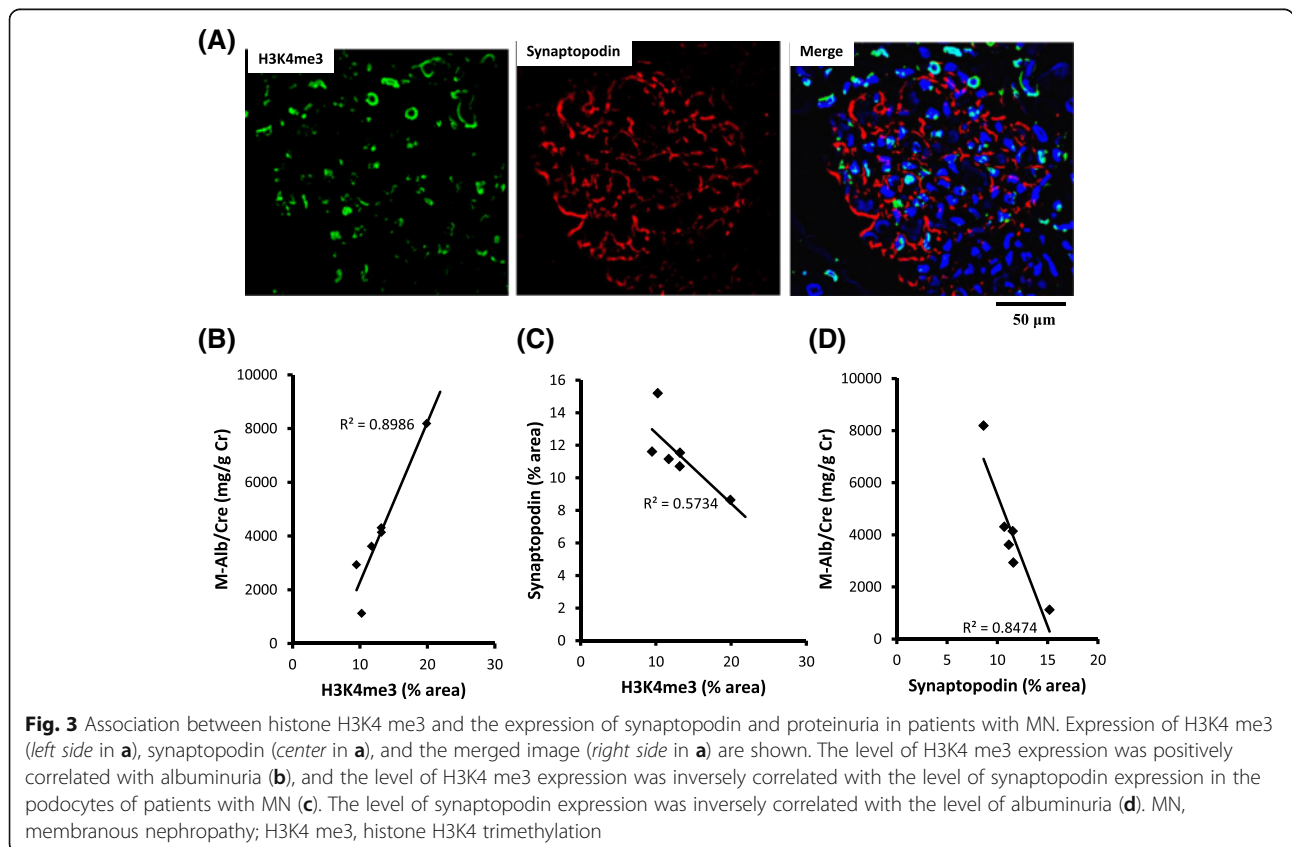 (A)
H3K4me3
Synaptopodin
Merge
50 μm
(B)
10000
8000
6000
4000
2000
0
M-Alb/Cre (mg/g Cr)
R² = 0.8986
0 10 20 30
H3K4me3 (% area)
(C)
16
14
12
10
8
6
4
2
0
Synaptopodin (% area)
R² = 0.5734
0 10 20 30
H3K4me3 (% area)
(D)
10000
8000
6000
4000
2000
0
M-Alb/Cre (mg/g Cr)
R² = 0.8474
0 5 10 15 20
Synaptopodin (% area)
Fig. 3 Association between histone H3K4 me3 and the expression of synaptopodin and proteinuria in patients with MN. Expression of H3K4 me3
(left side in a), synaptopodin (center in a), and the merged image (right side in a) are shown. The level of H3K4 me3 expression was positively
correlated with albuminuria (b), and the level of H3K4 me3 expression was inversely correlated with the level of synaptopodin expression in the
podocytes of patients with MN (c). The level of synaptopodin expression was inversely correlated with the level of albuminuria (d). MN,
membranous nephropathy; H3K4 me3, histone H3K4 trimethylation